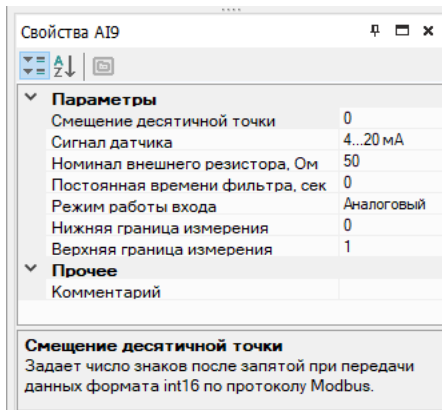 Свойства AI9
Параметры
Смещение десятичной точки 0
Сигнал датчика 4...20 мА
Номинал внешнего резистора, Ом 50
Постоянная времени фильтра, сек 0
Режим работы входа Аналоговый
Нижняя граница измерения 0
Верхняя граница измерения 1
Прочее
Комментарий
Смещение десятичной точки
Задает число знаков после запятой при передачи
данных формата int16 по протоколу Modbus.